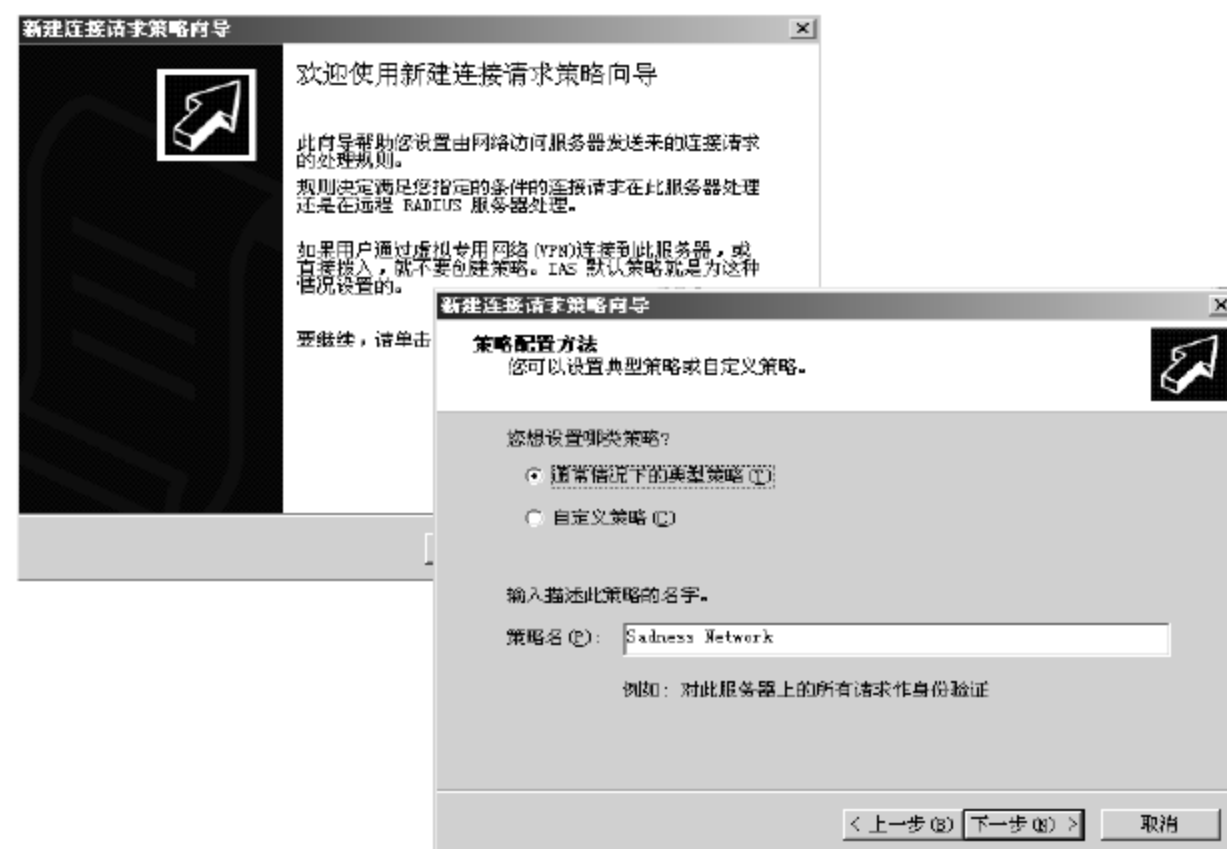 新建连接请求策略向导
欢迎使用新建连接请求策略向导
此向导帮助您设置由网络访问服务器发送来的连接请求
的处理规则。
规则决定满足您指定的条件的连接请求在此服务器处理
还是在远程 RADIUS 服务器处理。
如果用户通过虚拟专用网络(VPN)连接到此服务器，或
直接拨入，就不要创建策略。IAS 默认策略就是为这种
情况设置的。
要继续，请单击
新建连接请求策略向导
策略配置方法
您可以设置典型策略或自定义策略。
您想设置哪类策略?
通常情况下的典型策略(T)
自定义策略(C)
输入描述此策略的名字。
策略名(P): Sadness Network
例如: 对此服务器上的所有请求作身份验证
< 上一步(B) 下一步(N) > 取消